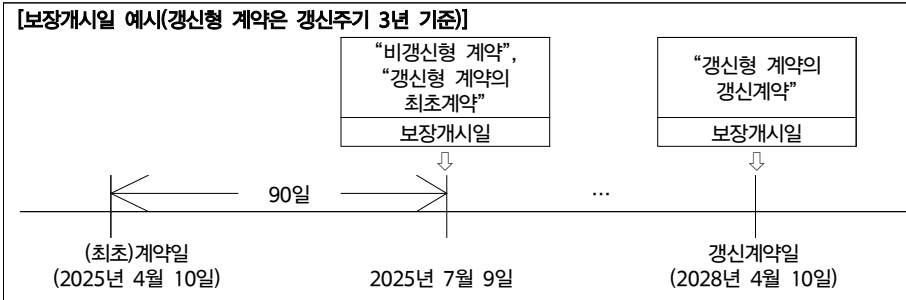 [보장개시일 예시(갱신형 계약은 갱신주기 3년 기준)]
“비갱신형 계약”,
“갱신형 계약의
최초계약”
보장개시일
“갱신형 계약의
갱신계약”
보장개시일
90일
…
(최초)계약일
(2025년 4월 10일)
2025년 7월 9일
갱신계약일
(2028년 4월 10일)